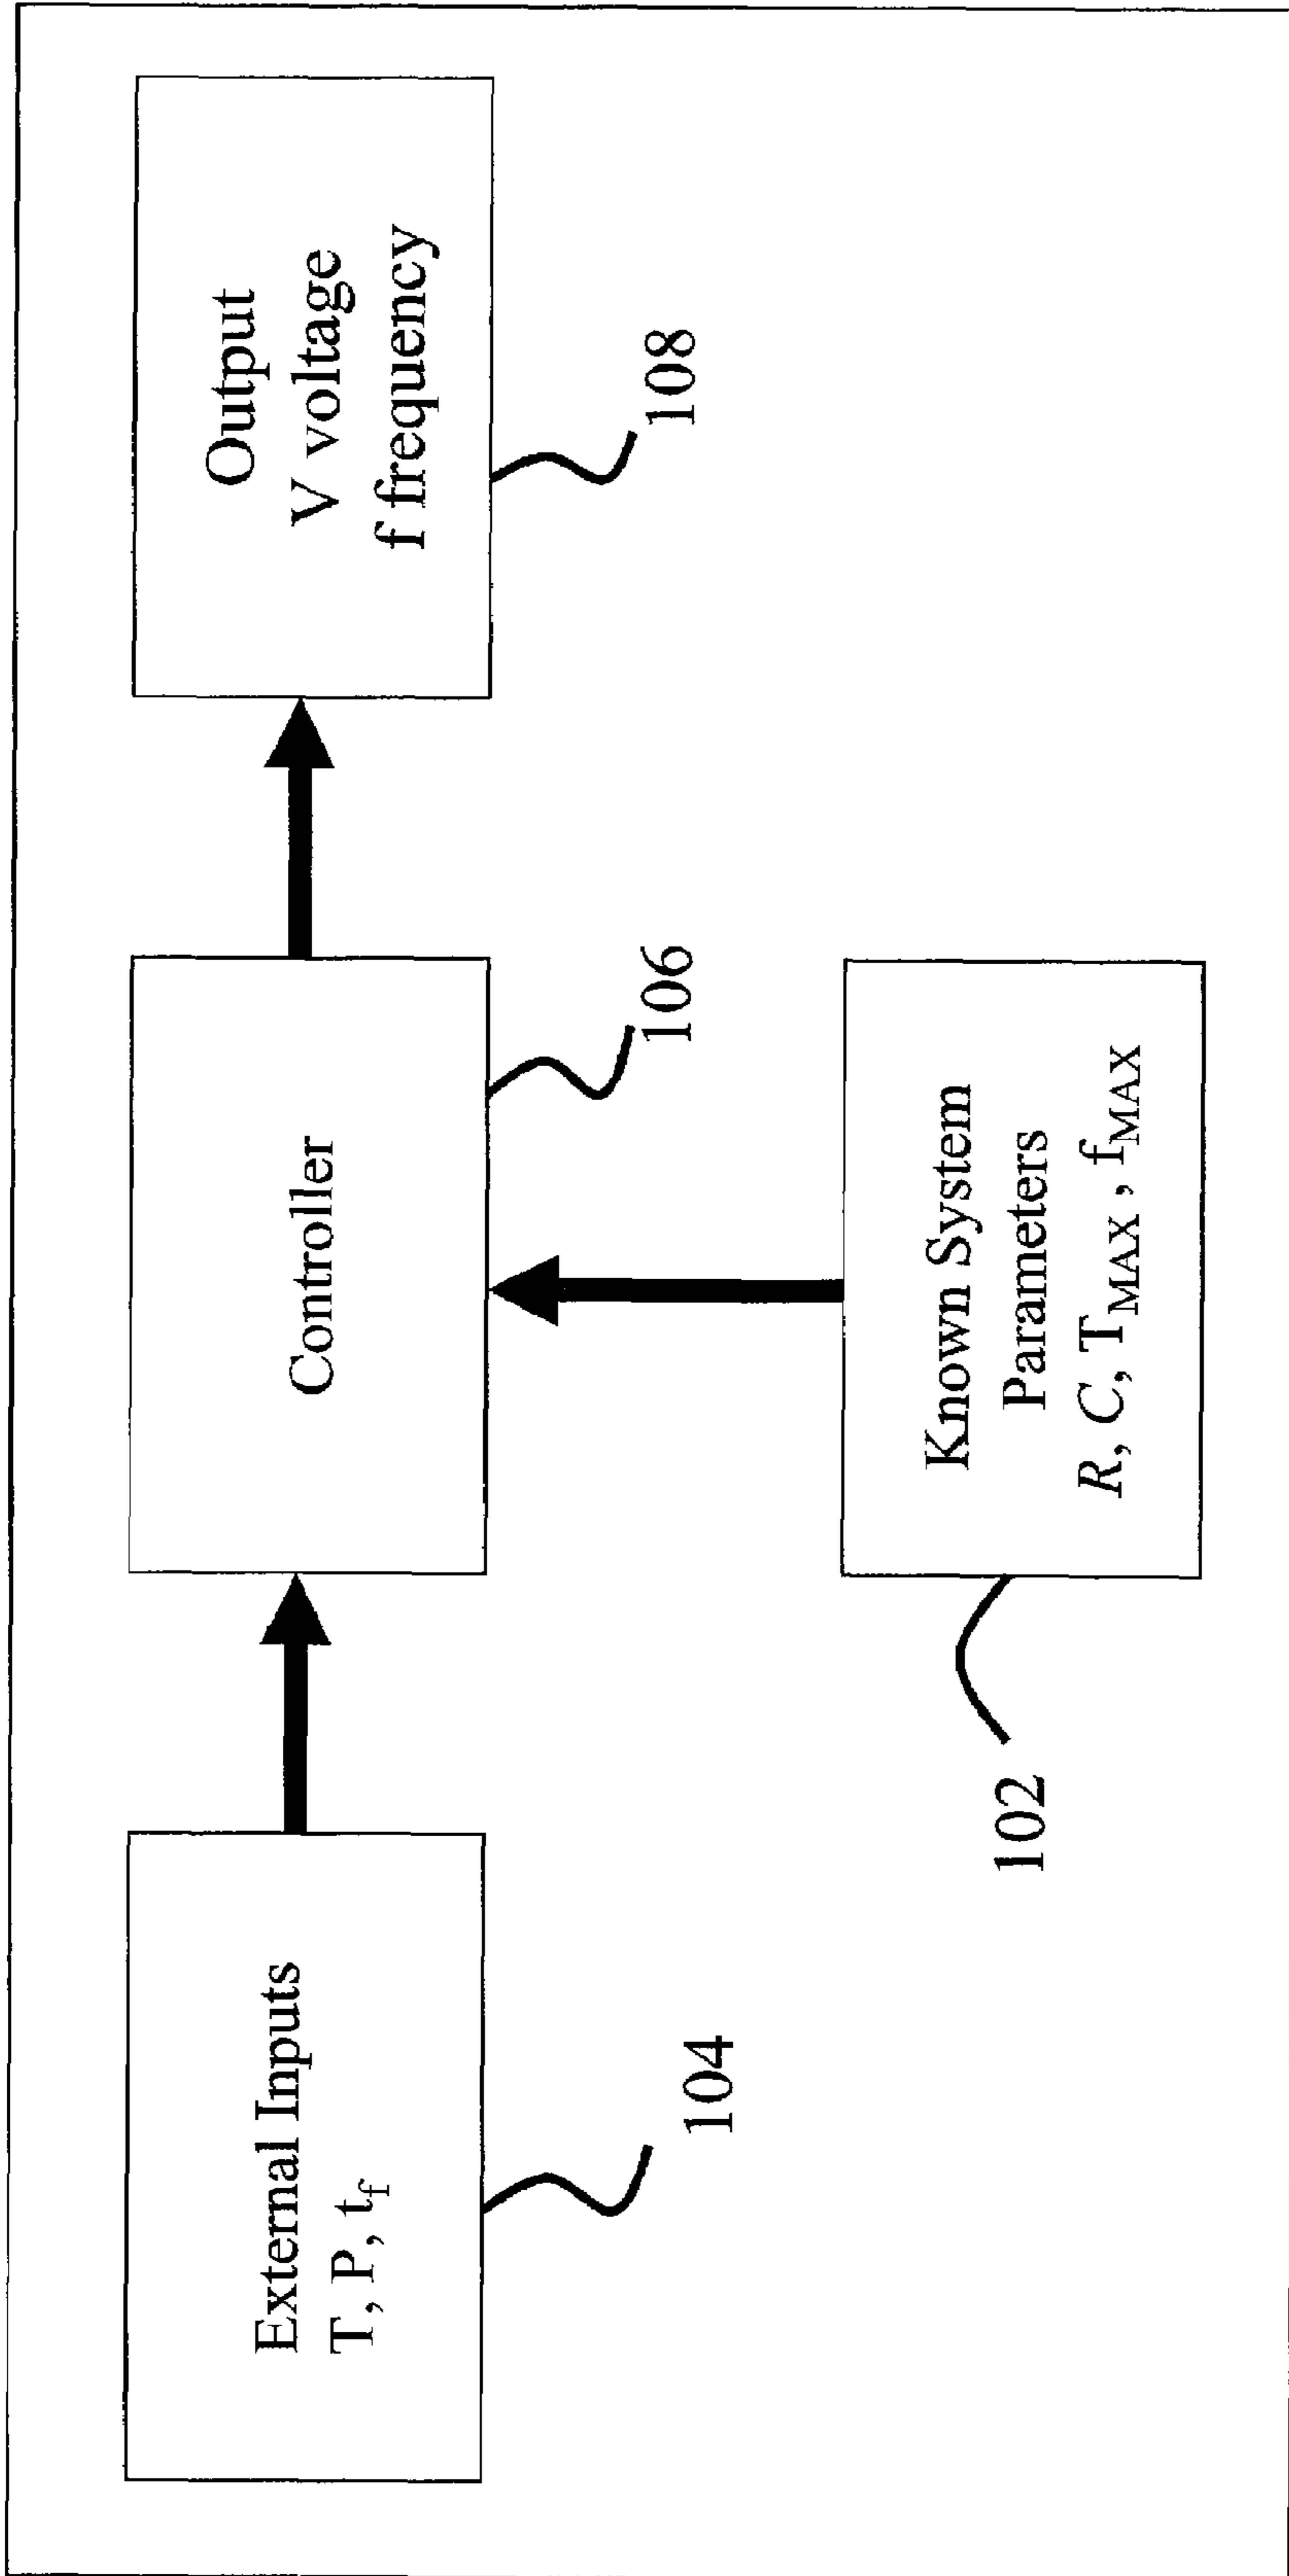 External Inputs
T, P, t_f
104
Controller
106
Output
V voltage
f frequency
108
Known System
Parameters
R, C, T_MAX , f_MAX
102